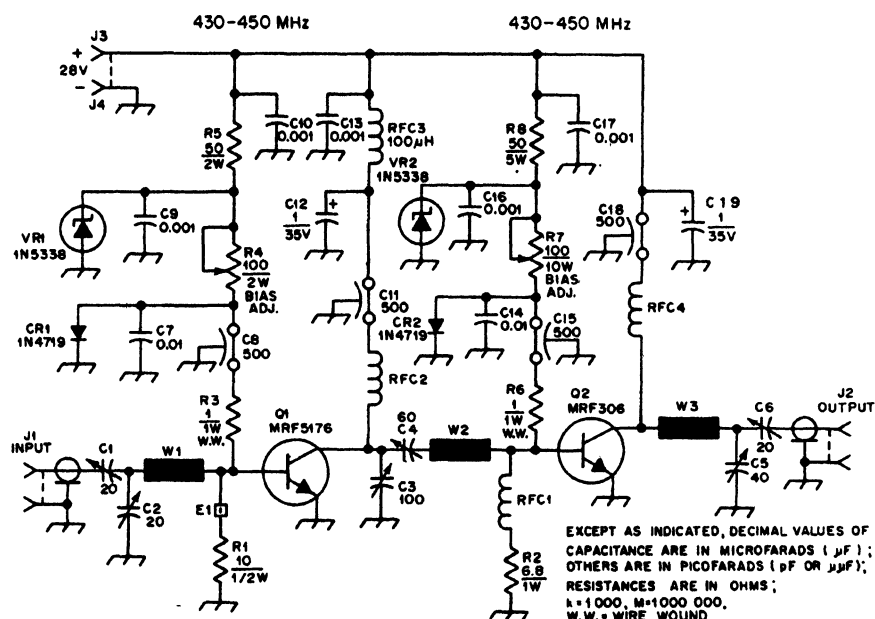 430-450 MHz
430-450 MHz
J3
+
28V
-
J4
R5
50
2W
C10
0.001
C13
0.001
RFC3
100µH
VR2
1N5338
R8
50
5W
C17
0.001
VR1
1N5338
C9
0.001
R4
100
2W
BIAS
ADJ.
C12
+
1
35V
C16
0.001
R7
100
10W
BIAS
ADJ.
C18
500
+
C19
1
35V
CR1
1N4719
C7
0.01
C8
500
C11
500
CR2
1N4719
C14
0.01
C15
500
RFC4
R3
1
1W
W.W.
RFC2
R6
1
1W
W.W.
J1
INPUT
C1
20
W1
C2
20
E1
R1
10
1/2W
Q1
MRF5176
60
C4
C3
100
W2
RFC1
R2
6.8
1W
Q2
MRF306
W3
C6
20
C5
40
J2
OUTPUT
EXCEPT AS INDICATED, DECIMAL VALUES OF
CAPACITANCE ARE IN MICROFARADS ( µF ) ;
OTHERS ARE IN PICOFARADS ( pF OR µµF);
RESISTANCES ARE IN OHMS ;
k=1000, M=1000 000,
W.W. = WIRE WOUND